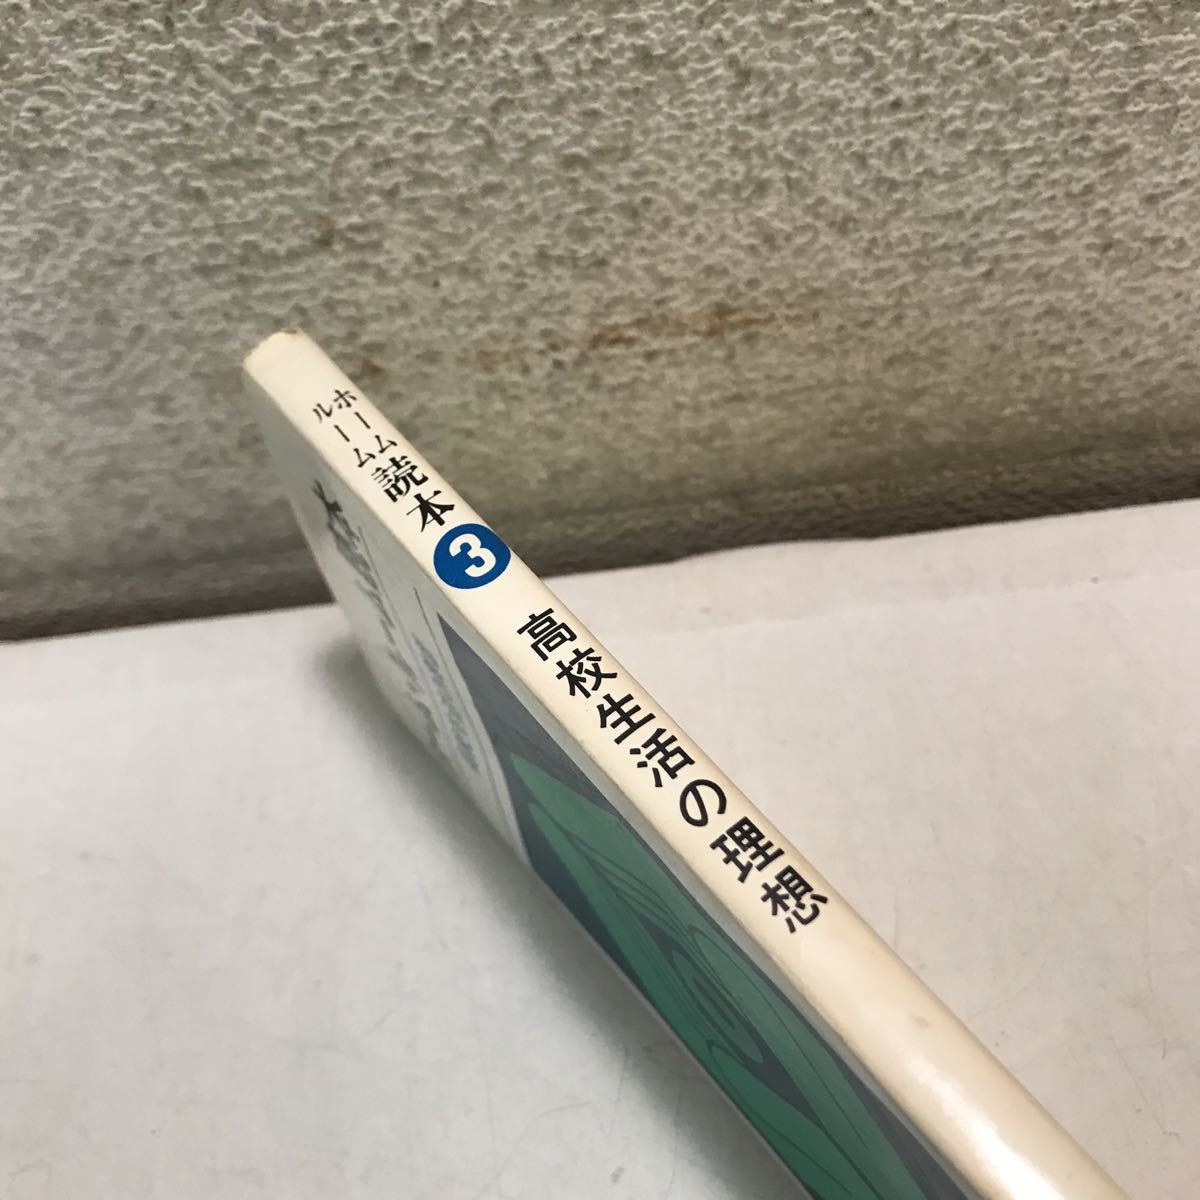 ホーム
ルーム
読本
3
高校生活の理想